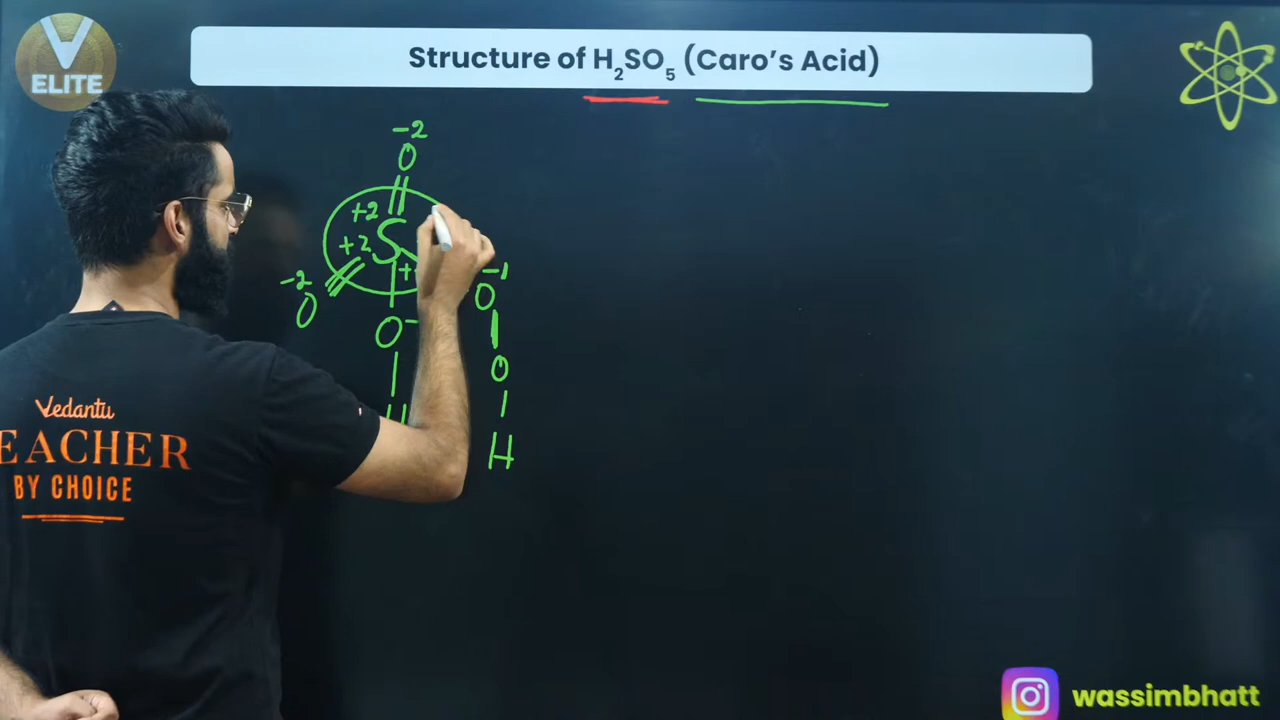 V
ELITE
Structure of H₂SO₅ (Caro's Acid)
-2
O
+2
S
+2
-2
O
-1
O
O-
O
H
H
Vedantu
EACHER
BY CHOICE
wassimbhatt